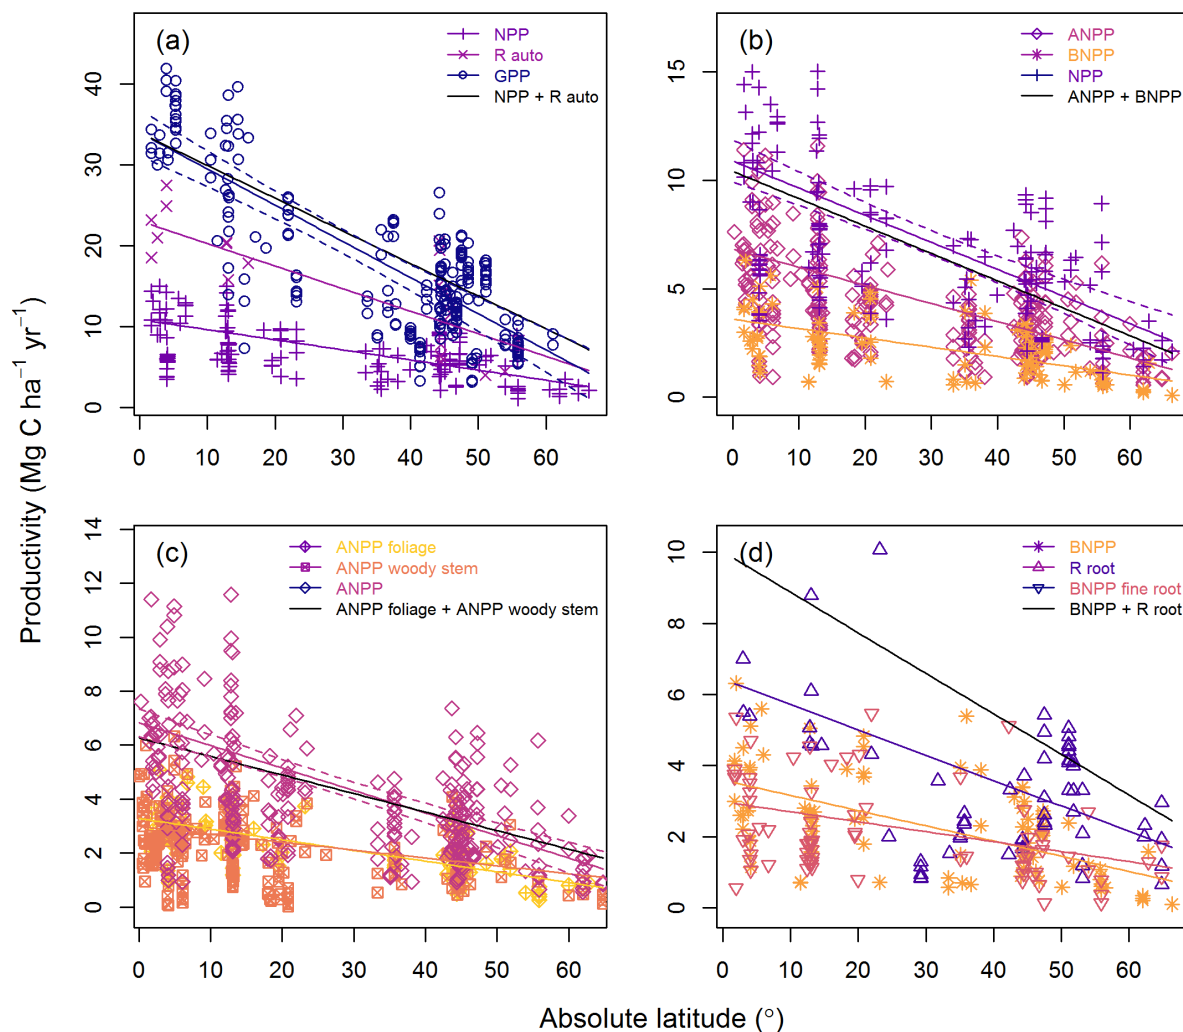 (a)
NPP
R auto
GPP
NPP + R auto
0 10 20 30 40
0 10 20 30 40 50 60
(b)
ANPP
BNPP
NPP
ANPP + BNPP
0 5 10 15
0 10 20 30 40 50 60
Productivity (Mg C ha⁻¹ yr⁻¹)
(c)
ANPP foliage
ANPP woody stem
ANPP
ANPP foliage + ANPP woody stem
0 2 4 6 8 10 12 14
0 10 20 30 40 50 60
(d)
BNPP
R root
BNPP fine root
BNPP + R root
0 2 4 6 8 10
0 10 20 30 40 50 60
Absolute latitude (°)